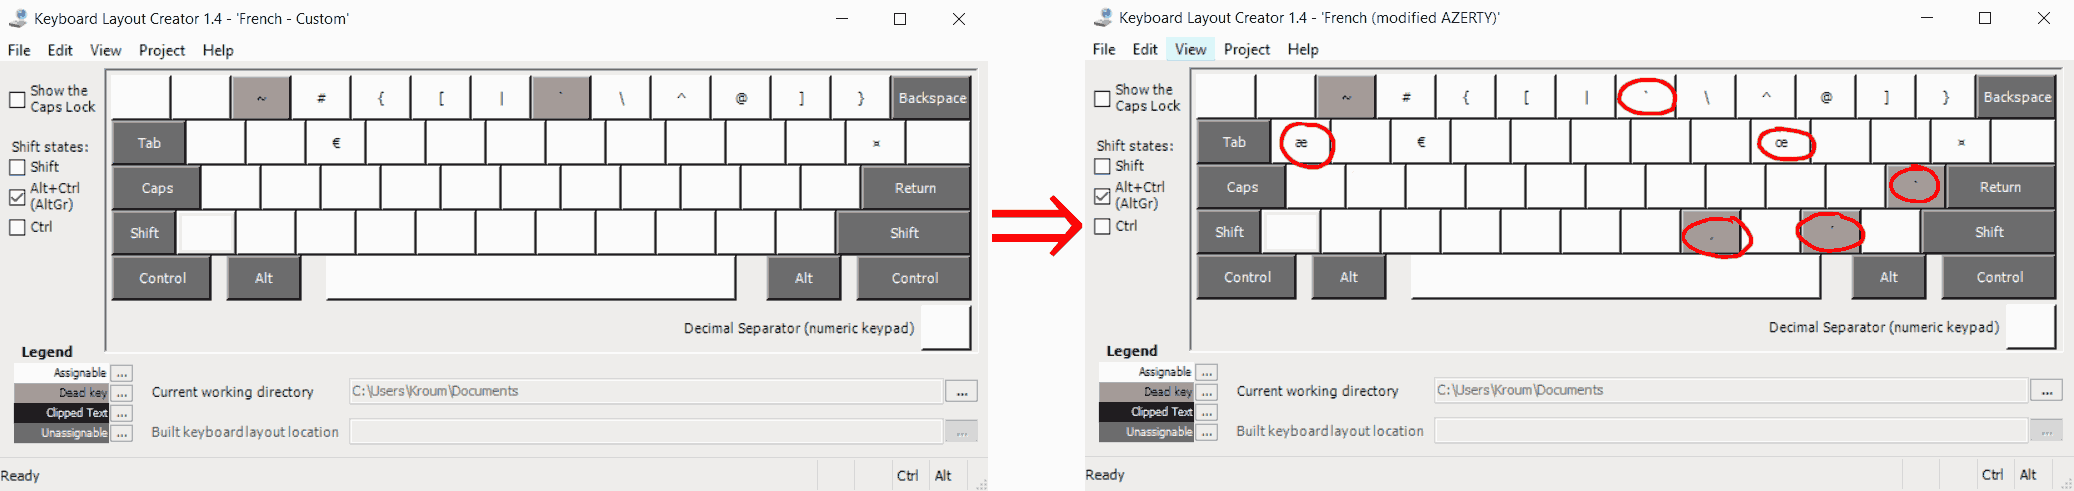 Keyboard Layout Creator 1.4 - 'French - Custom'
File Edit View Project Help
Show the
Caps Lock
Shift states:
Shift
Alt+Ctrl
(AltGr)
Ctrl
~ # { [ | ` \ ^ @ ] } Backspace
Tab € ¤
Caps Return
Shift Shift
Control Alt Alt Control
Decimal Separator (numeric keypad)
Legend
Assignable ...
Dead key ...
Clipped Text ...
Unassignable ...
Current working directory C:\Users\Kroum\Documents ...
Built keyboard layout location ...
Ready Ctrl Alt
Keyboard Layout Creator 1.4 - 'French (modified AZERTY)'
File Edit View Project Help
Show the
Caps Lock
Shift states:
Shift
Alt+Ctrl
(AltGr)
Ctrl
~ # { [ | ` \ ^ @ ] } Backspace
Tab æ € œ ¤
Caps ` Return
Shift Shift
Control Alt Alt Control
Decimal Separator (numeric keypad)
Legend
Assignable ...
Dead key ...
Clipped Text ...
Unassignable ...
Current working directory C:\Users\Kroum\Documents ...
Built keyboard layout location ...
Ready Ctrl Alt